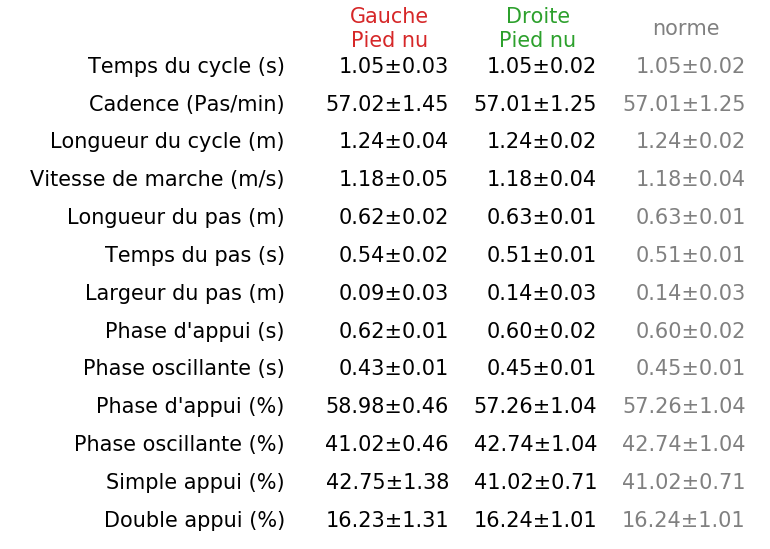 Gauche Droite norme
Pied nu Pied nu
Temps du cycle (s) 1.05±0.03 1.05±0.02 1.05±0.02
Cadence (Pas/min) 57.02±1.45 57.01±1.25 57.01±1.25
Longueur du cycle (m) 1.24±0.04 1.24±0.02 1.24±0.02
Vitesse de marche (m/s) 1.18±0.05 1.18±0.04 1.18±0.04
Longueur du pas (m) 0.62±0.02 0.63±0.01 0.63±0.01
Temps du pas (s) 0.54±0.02 0.51±0.01 0.51±0.01
Largeur du pas (m) 0.09±0.03 0.14±0.03 0.14±0.03
Phase d'appui (s) 0.62±0.01 0.60±0.02 0.60±0.02
Phase oscillante (s) 0.43±0.01 0.45±0.01 0.45±0.01
Phase d'appui (%) 58.98±0.46 57.26±1.04 57.26±1.04
Phase oscillante (%) 41.02±0.46 42.74±1.04 42.74±1.04
Simple appui (%) 42.75±1.38 41.02±0.71 41.02±0.71
Double appui (%) 16.23±1.31 16.24±1.01 16.24±1.01